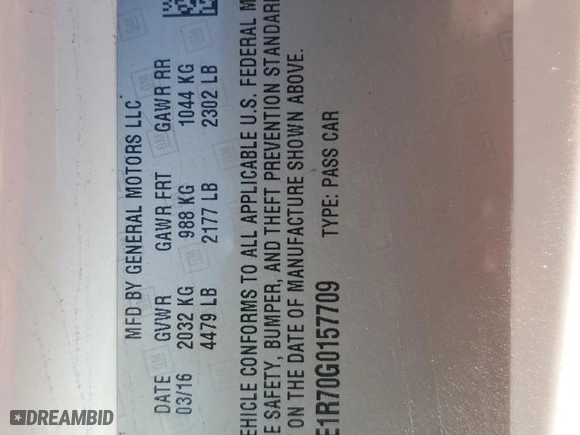 MFD BY GENERAL MOTORS LLC
DATE GVWR GAWR FRT GAWR RR
03/16 2032 KG 988 KG 1044 KG
4479 LB 2177 LB 2302 LB
EHICLE CONFORMS TO ALL APPLICABLE U.S. FEDERAL M
E SAFETY, BUMPER, AND THEFT PREVENTION STANDARD
ON THE DATE OF MANUFACTURE SHOWN ABOVE.
E1R70G0157709 TYPE: PASS CAR
DREAMBID